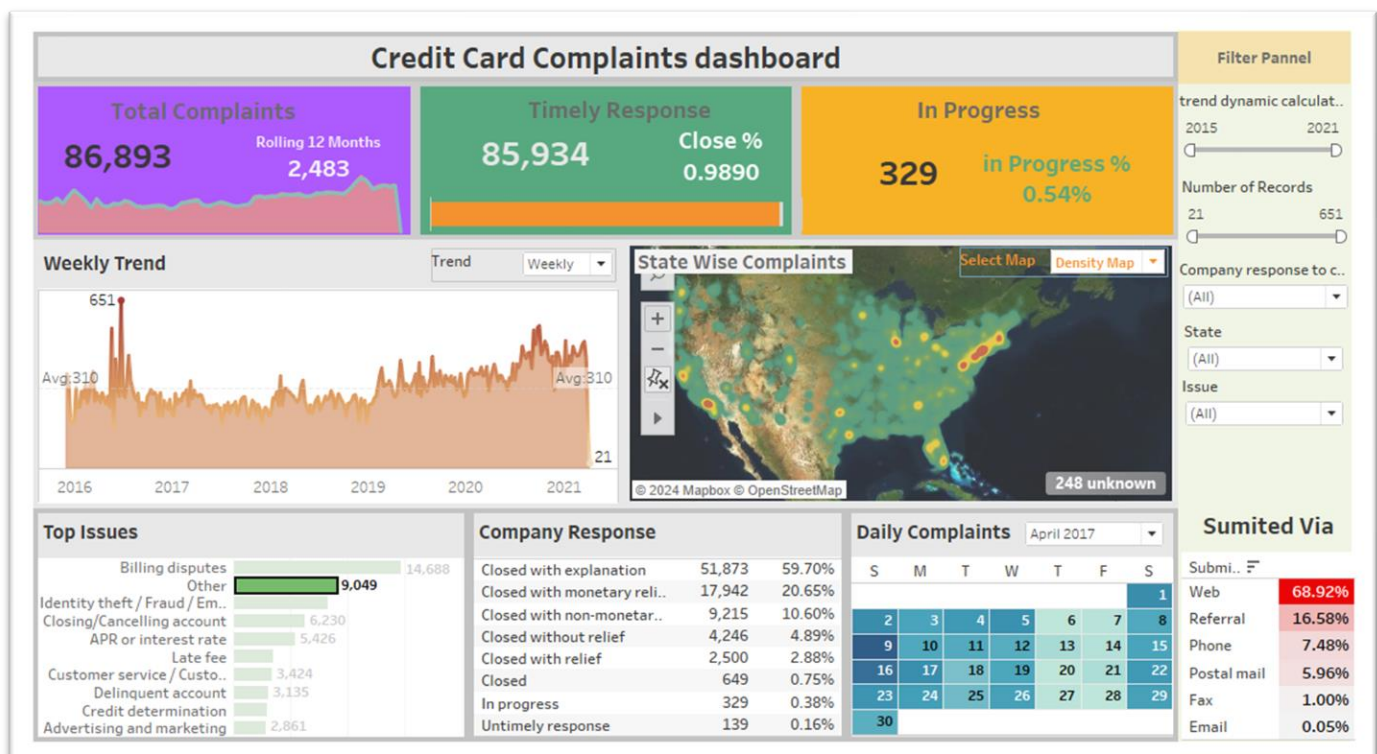 Credit Card Complaints dashboard
Total Complaints
86,893
Rolling 12 Months
2,483
Timely Response
85,934
Close %
0.9890
In Progress
329
in Progress %
0.54%
Filter Pannel
trend dynamic calculat..
2015 2021
Number of Records
21 651
Company response to c..
(All)
State
(All)
Issue
(All)
Weekly Trend
Trend
Weekly
651
Avg:310
Avg:310
21
2016 2017 2018 2019 2020 2021
State Wise Complaints
Select Map
Density Map
© 2024 Mapbox © OpenStreetMap
248 unknown
Top Issues
Billing disputes 14,688
Other 9,049
Identity theft / Fraud / Em..
Closing/Cancelling account 6,230
APR or interest rate 5,426
Late fee
Customer service / Custo.. 3,424
Delinquent account 3,135
Credit determination
Advertising and marketing 2,861
Company Response
Closed with explanation 51,873 59.70%
Closed with monetary reli.. 17,942 20.65%
Closed with non-monetar.. 9,215 10.60%
Closed without relief 4,246 4.89%
Closed with relief 2,500 2.88%
Closed 649 0.75%
In progress 329 0.38%
Untimely response 139 0.16%
Daily Complaints
April 2017
S M T W T F S
1
2 3 4 5 6 7 8
9 10 11 12 13 14 15
16 17 18 19 20 21 22
23 24 25 26 27 28 29
30
Sumited Via
Submi..
Web 68.92%
Referral 16.58%
Phone 7.48%
Postal mail 5.96%
Fax 1.00%
Email 0.05%